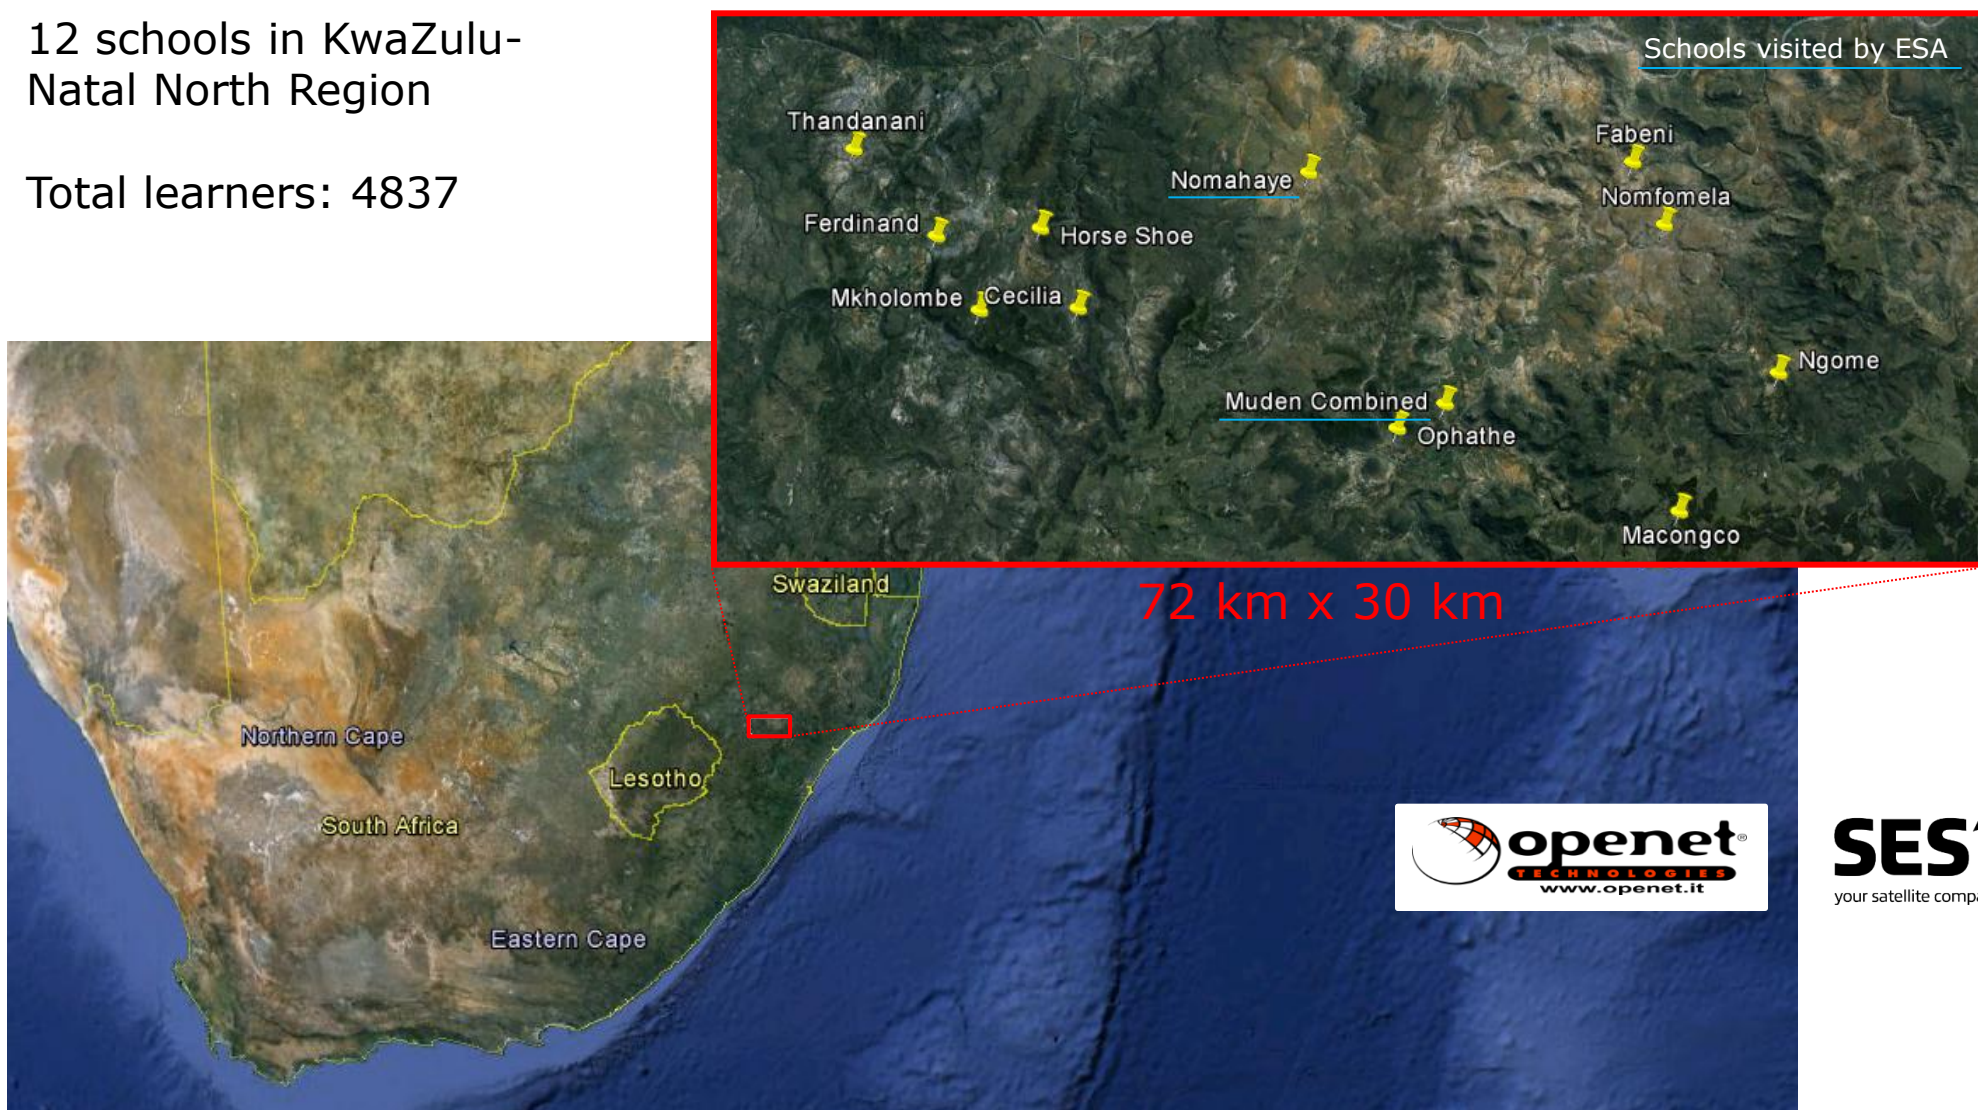 12 schools in KwaZulu-
Natal North Region
Total learners: 4837
Schools visited by ESA
Thandanani
Fabeni
Nomahaye
Nomfomela
Ferdinand
Horse Shoe
Mkholombe
Cecilia
Ngome
Muden Combined
Ophathe
Macongco
72 km x 30 km
Swaziland
Northern Cape
Lesotho
South Africa
Eastern Cape
openet®
TECHNOLOGIES
www.openet.it
SES
your satellite compa